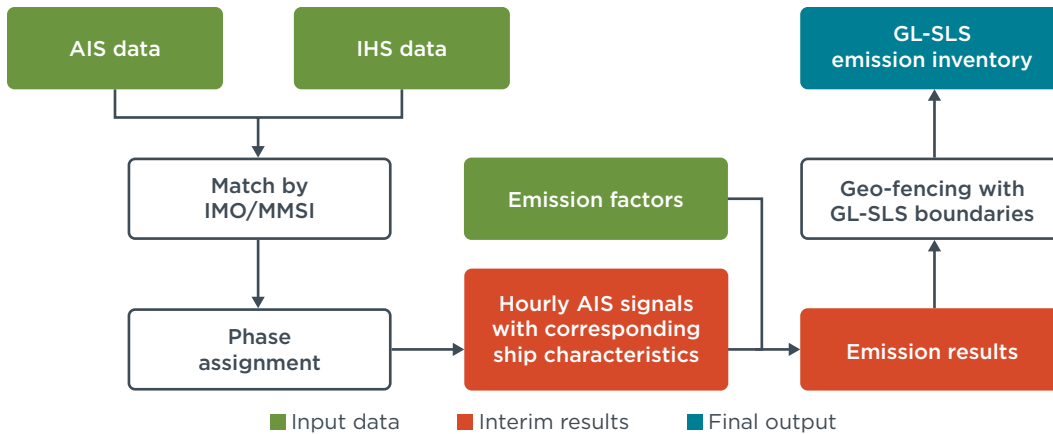 AIS data
IHS data
GL-SLS
emission inventory
Match by
IMO/MMSI
Emission factors
Geo-fencing with
GL-SLS boundaries
Phase
assignment
Hourly AIS signals
with corresponding
ship characteristics
Emission results
Input data
Interim results
Final output